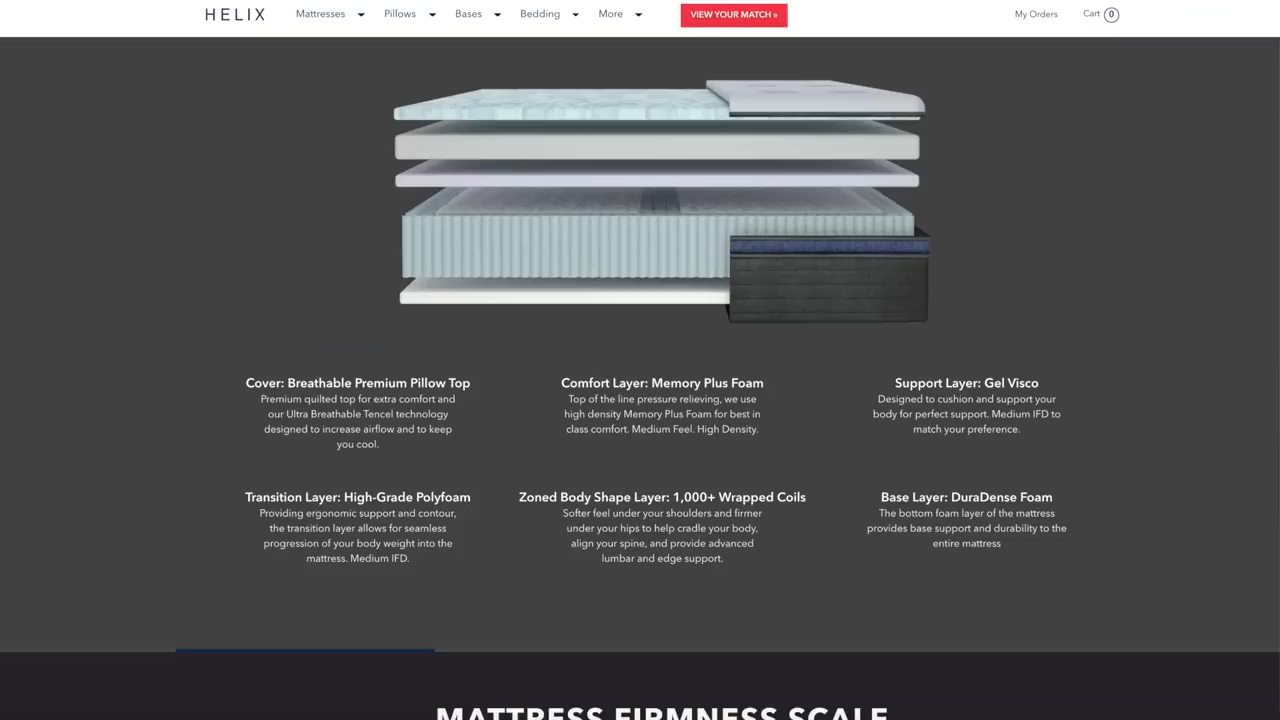 HELIX
Mattresses
Pillows
Bases
Bedding
More
VIEW YOUR MATCH »
My Orders
Cart 0
Cover: Breathable Premium Pillow Top
Premium quilted top for extra comfort and
our Ultra Breathable Tencel technology
designed to increase airflow and to keep
you cool.
Comfort Layer: Memory Plus Foam
Top of the line pressure relieving, we use
high density Memory Plus Foam for best in
class comfort. Medium Feel. High Density.
Support Layer: Gel Visco
Designed to cushion and support your
body for perfect support. Medium IFD to
match your preference.
Transition Layer: High-Grade Polyfoam
Providing ergonomic support and contour,
the transition layer allows for seamless
progression of your body weight into the
mattress. Medium IFD.
Zoned Body Shape Layer: 1,000+ Wrapped Coils
Softer feel under your shoulders and firmer
under your hips to help cradle your body,
align your spine, and provide advanced
lumbar and edge support.
Base Layer: DuraDense Foam
The bottom foam layer of the mattress
provides base support and durability to the
entire mattress
MATTRESS FIRMNESS SCALE